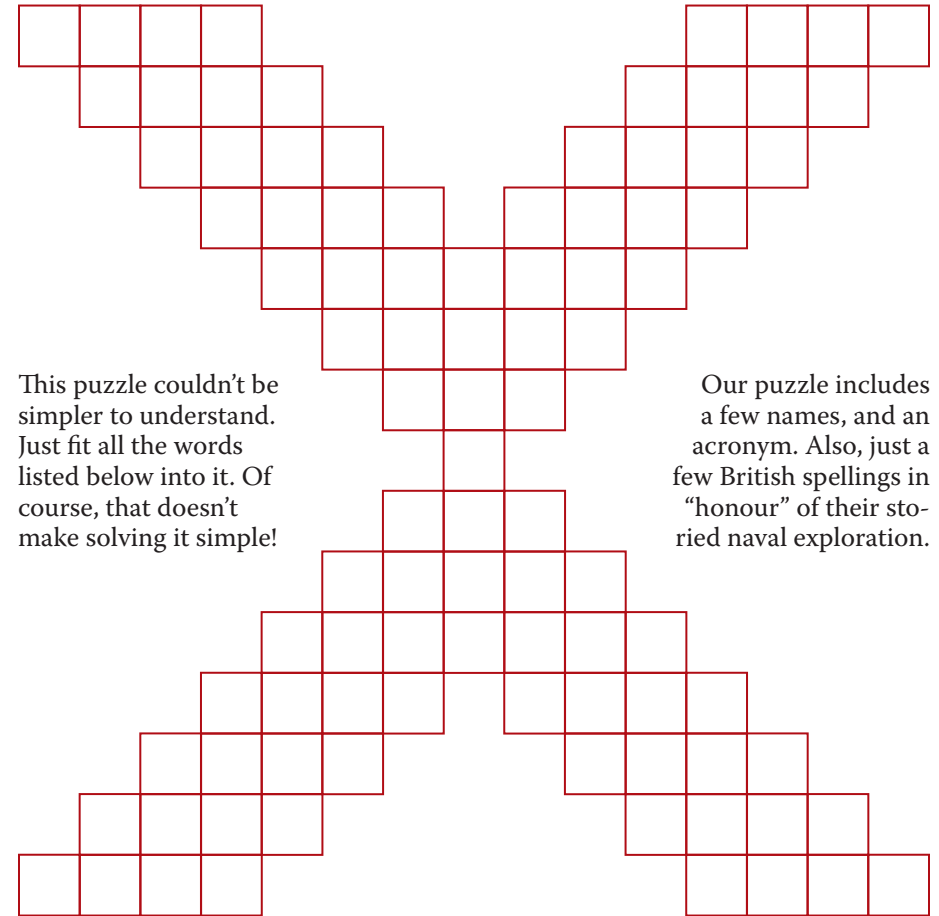 This puzzle couldn't be
simpler to understand.
Just fit all the words
listed below into it. Of
course, that doesn't
make solving it simple!
Our puzzle includes
a few names, and an
acronym. Also, just a
few British spellings in
“honour” of their sto-
ried naval exploration.